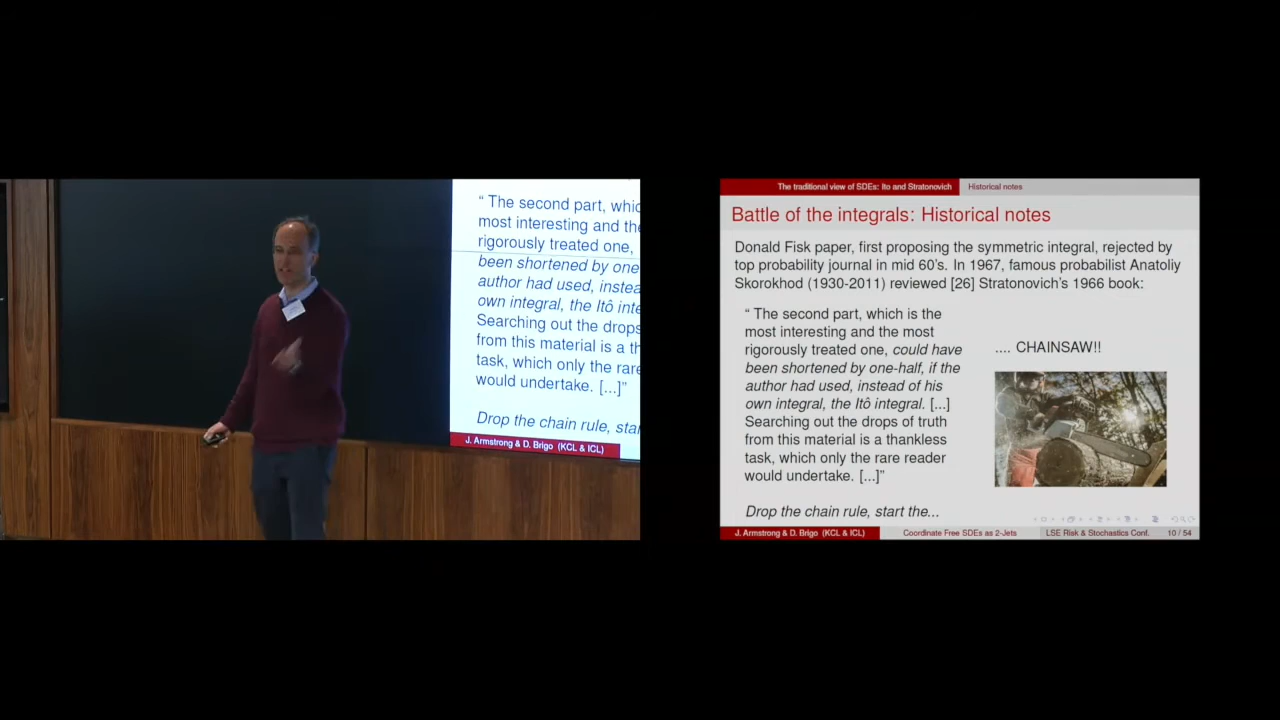 “ The second part, whic
most interesting and the
rigorously treated one,
been shortened by one
author had used, instea
own integral, the Itô inte
Searching out the drops
from this material is a th
task, which only the rare
would undertake. [...]”
Drop the chain rule, star
J. Armstrong & D. Brigo (KCL & ICL)
The traditional view of SDEs: Ito and Stratonovich Historical notes
Battle of the integrals: Historical notes
Donald Fisk paper, first proposing the symmetric integral, rejected by
top probability journal in mid 60's. In 1967, famous probabilist Anatoliy
Skorokhod (1930-2011) reviewed [26] Stratonovich's 1966 book:
“ The second part, which is the
most interesting and the most
rigorously treated one, could have
been shortened by one-half, if the
author had used, instead of his
own integral, the Itô integral. [...]
Searching out the drops of truth
from this material is a thankless
task, which only the rare reader
would undertake. [...]”
Drop the chain rule, start the...
.... CHAINSAW!!
J. Armstrong & D. Brigo (KCL & ICL) Coordinate Free SDEs as 2-Jets LSE Risk & Stochastics Conf. 10 / 54